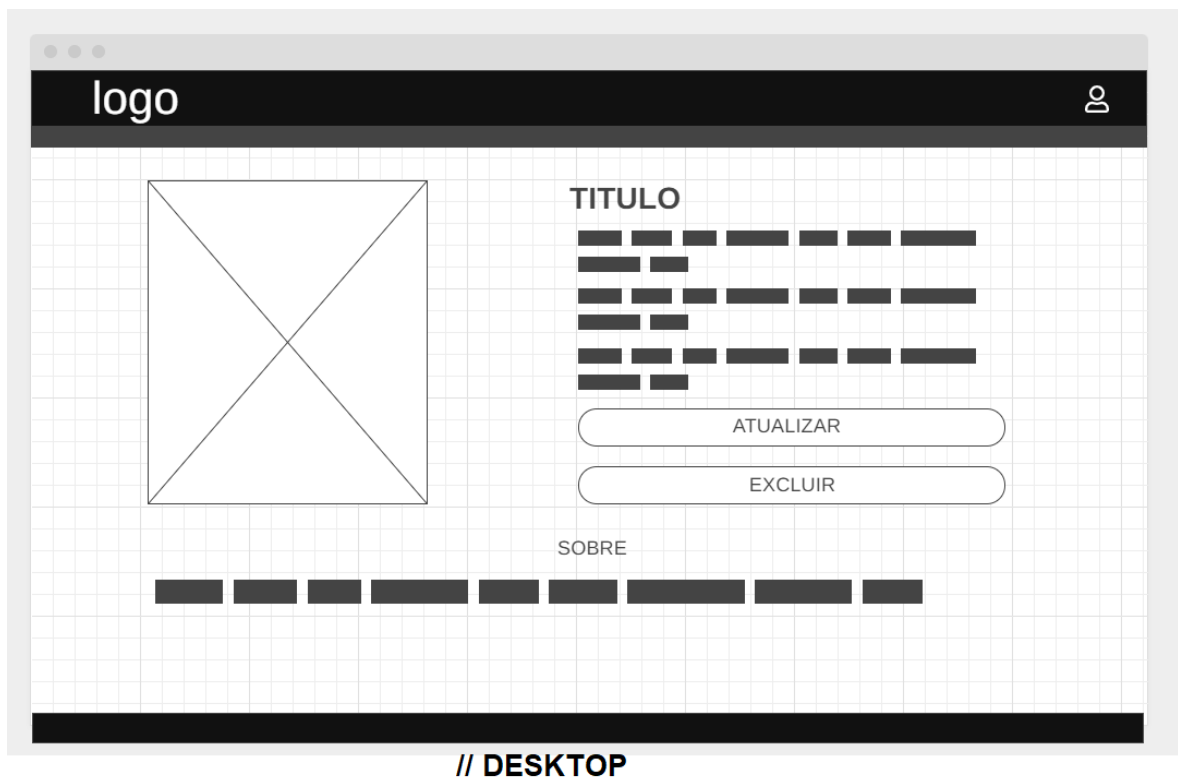 logo
TITULO
ATUALIZAR
EXCLUIR
SOBRE
// DESKTOP